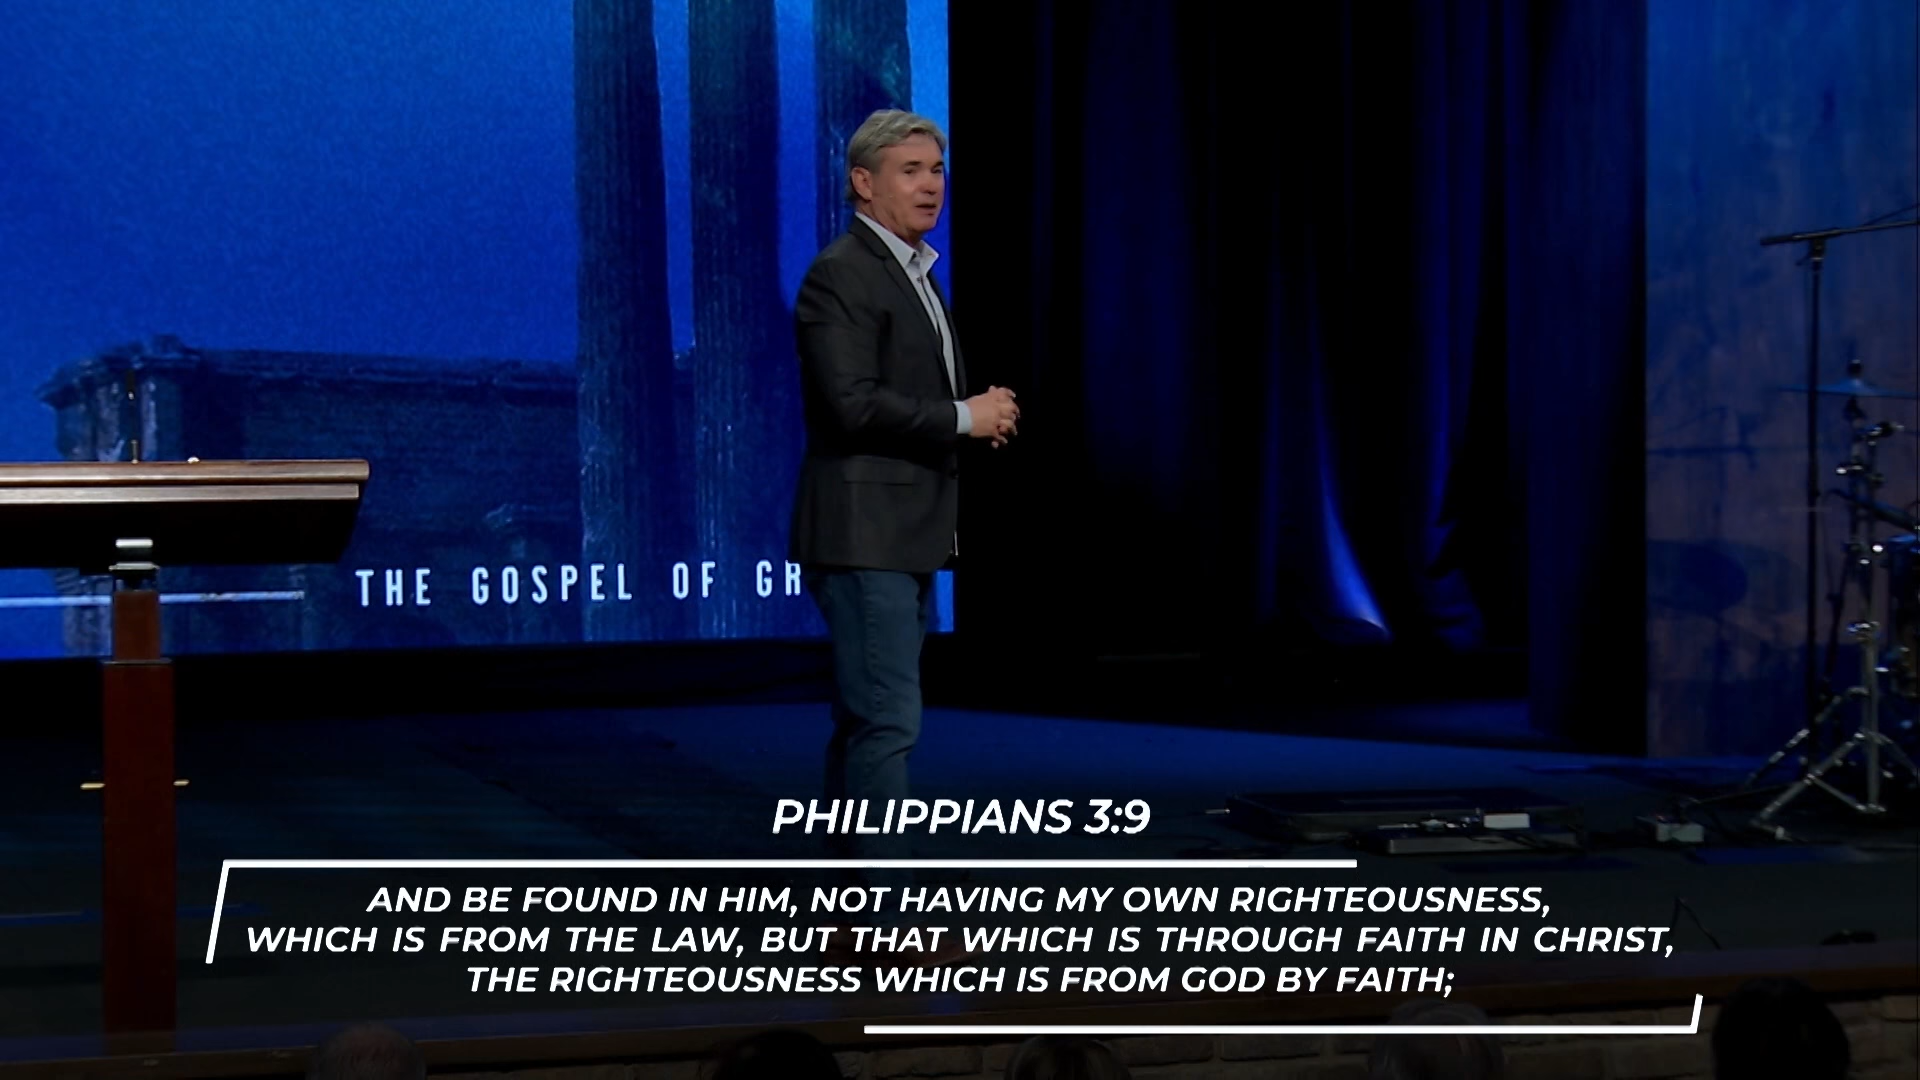 THE GOSPEL OF GR
PHILIPPIANS 3:9
AND BE FOUND IN HIM, NOT HAVING MY OWN RIGHTEOUSNESS,
WHICH IS FROM THE LAW, BUT THAT WHICH IS THROUGH FAITH IN CHRIST,
THE RIGHTEOUSNESS WHICH IS FROM GOD BY FAITH;